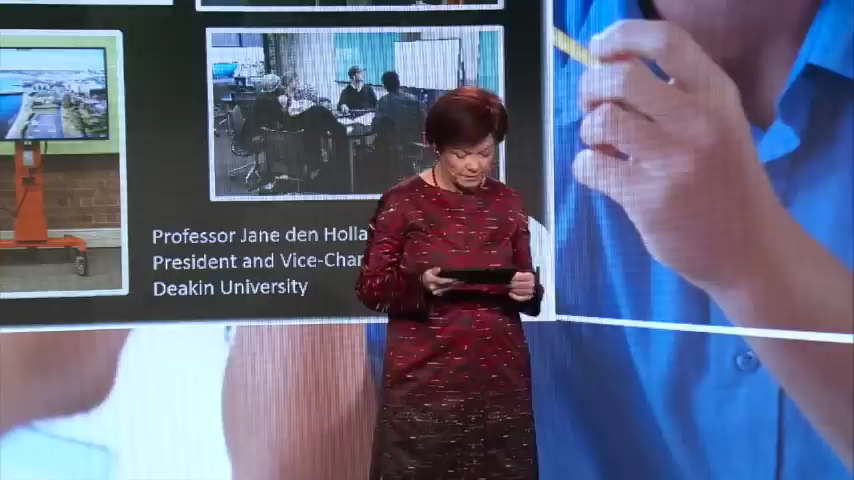 Professor Jane den Holla
President and Vice-Chan
Deakin University